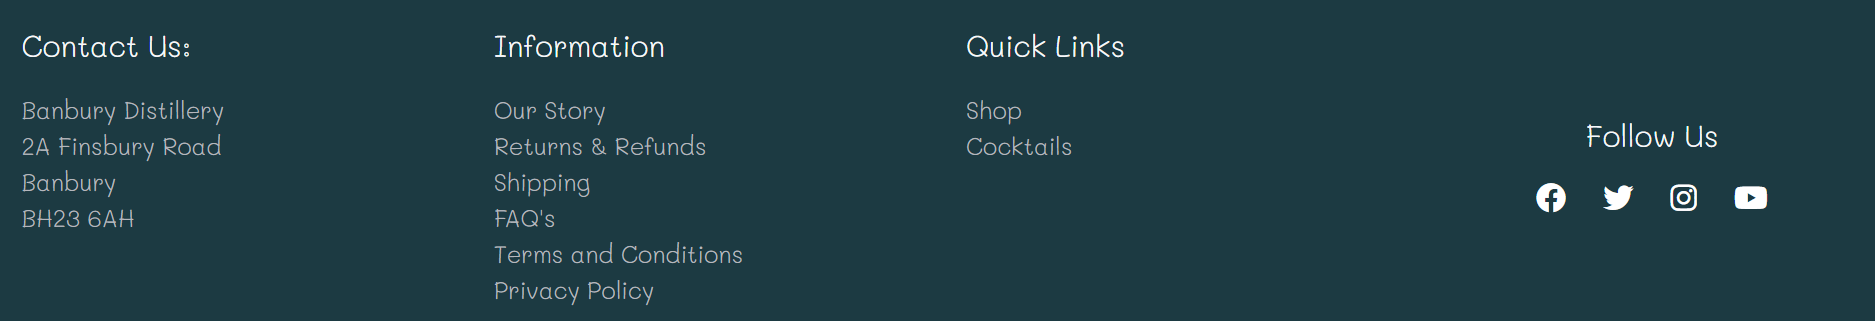 Contact Us:
Banbury Distillery
2A Finsbury Road
Banbury
BH23 6AH
Information
Our Story
Returns & Refunds
Shipping
FAQ's
Terms and Conditions
Privacy Policy
Quick Links
Shop
Cocktails
Follow Us